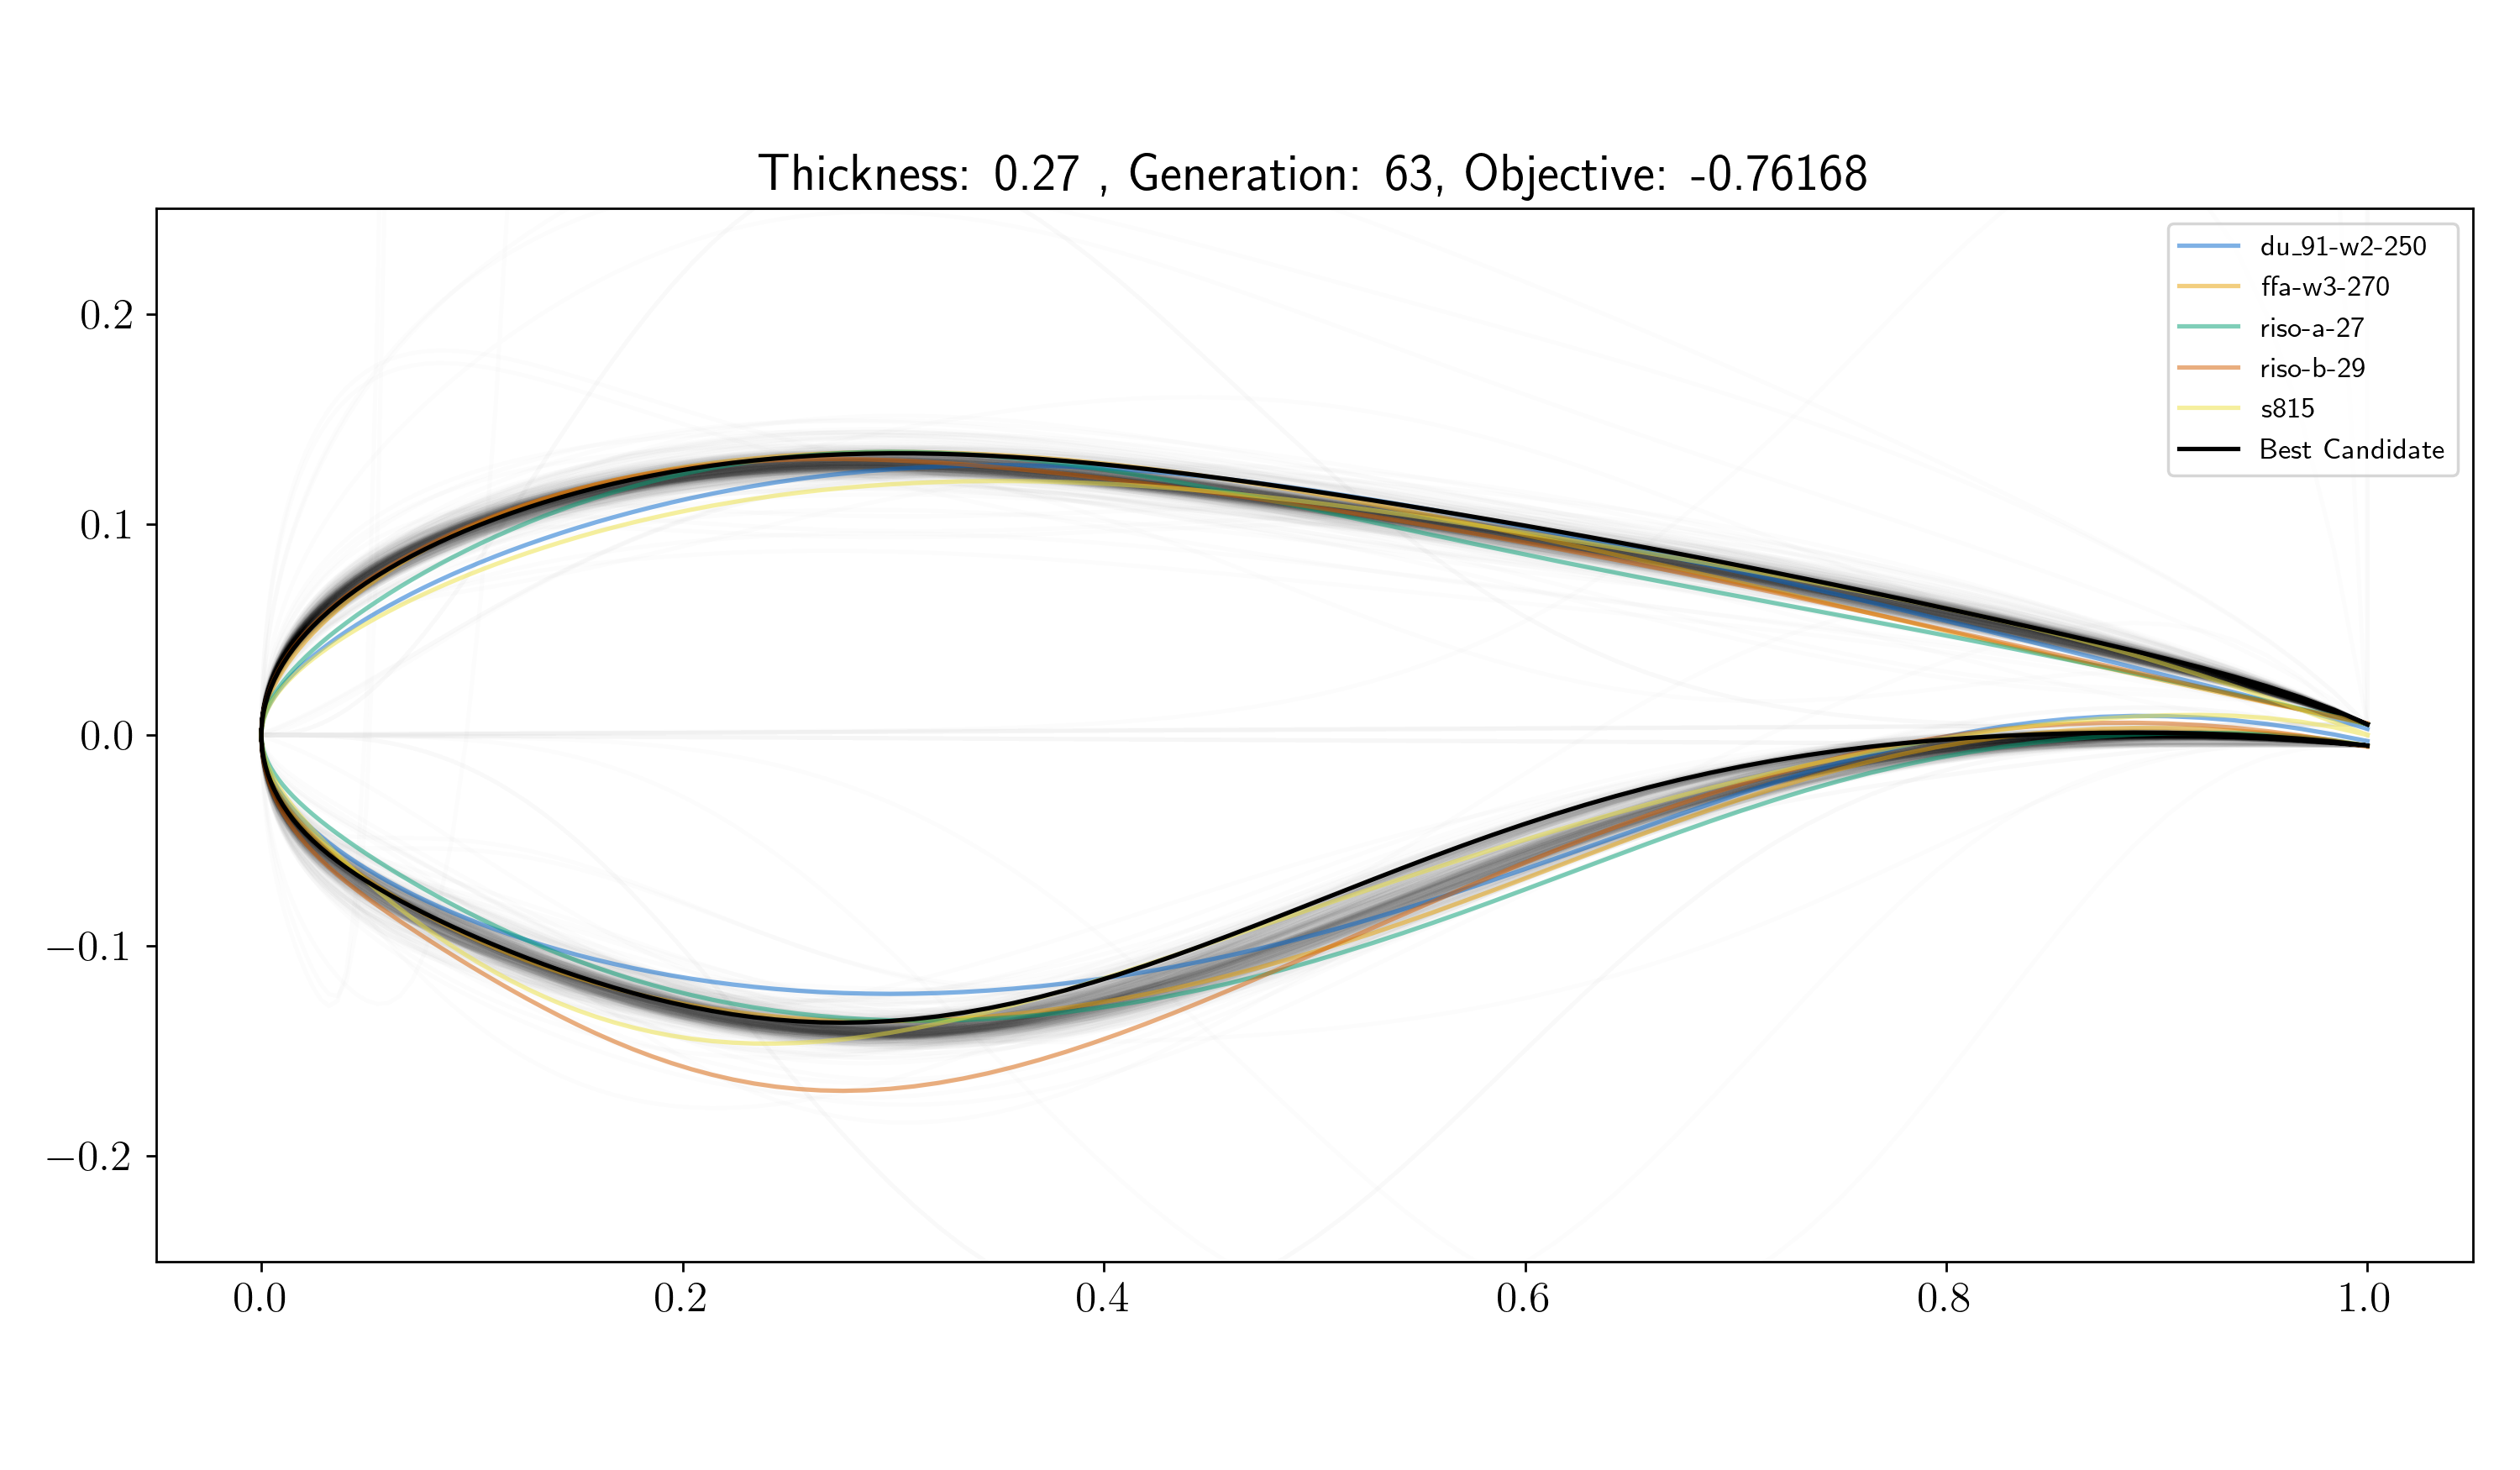 Thickness: 0.27 , Generation: 63, Objective: -0.76168
du_91-w2-250
ffa-w3-270
riso-a-27
riso-b-29
s815
Best Candidate
0.2
0.1
0.0
−0.1
−0.2
0.0 0.2 0.4 0.6 0.8 1.0